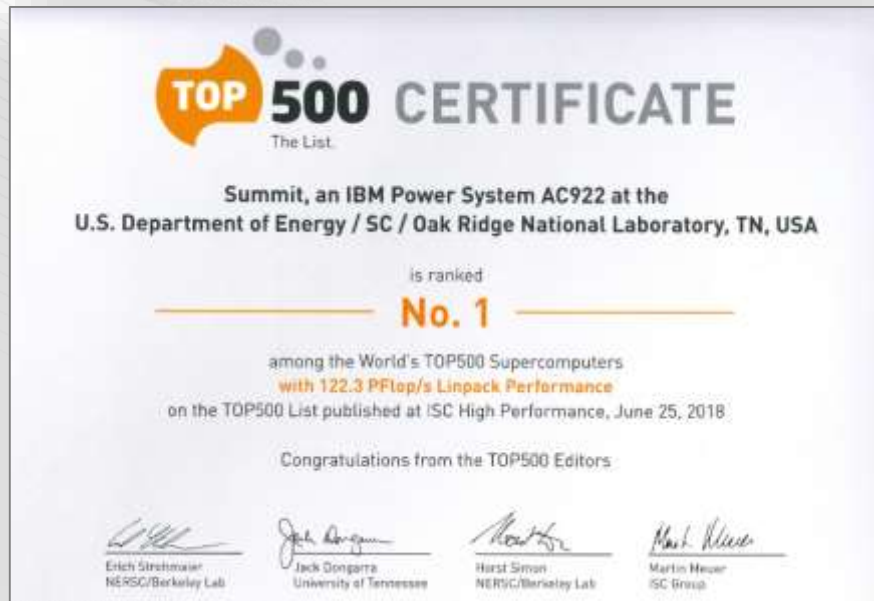 TOP 500 CERTIFICATE
The List.
Summit, an IBM Power System AC922 at the
U.S. Department of Energy / SC / Oak Ridge National Laboratory, TN, USA
is ranked
No. 1
among the World's TOP500 Supercomputers
with 122.3 PFlop/s Linpack Performance
on the TOP500 List published at ISC High Performance, June 25, 2018
Congratulations from the TOP500 Editors
Erich Strohmaier
NERSC/Berkeley Lab
Jack Dongarra
University of Tennessee
Horst Simon
NERSC/Berkeley Lab
Martin Meuer
ISC Group